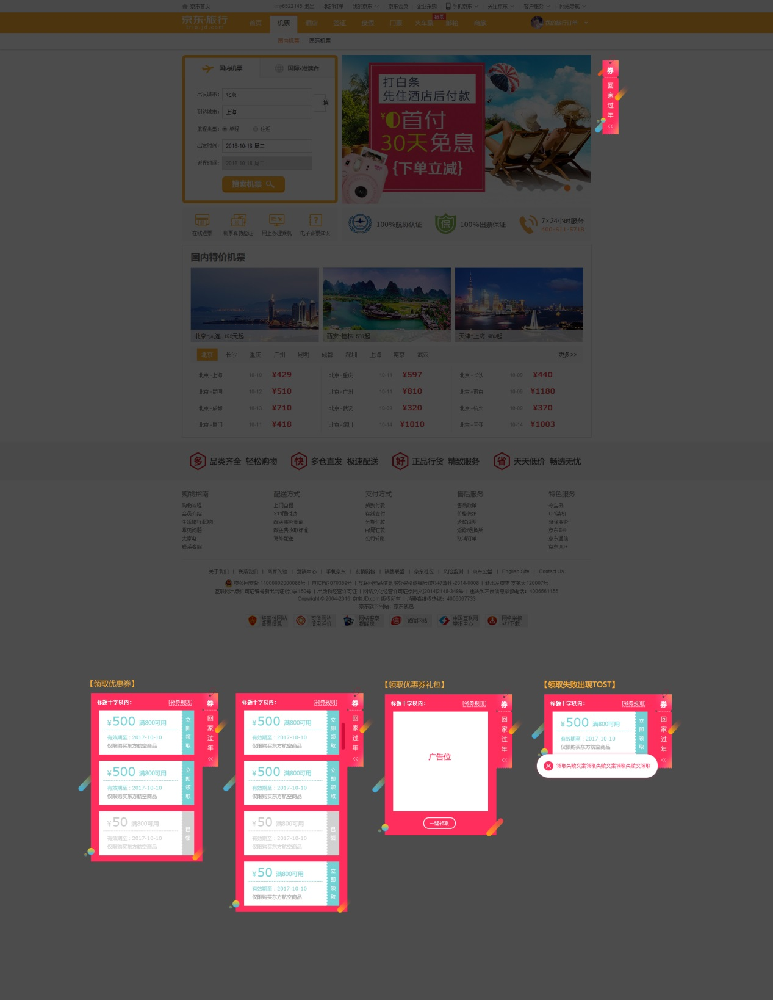 京东首页
lmy6522145 退出
我的订单
我的京东
京东会员
企业采购
手机京东
关注京东
客户服务
网站导航
京东·旅行
trip.jd.com
首页
机票
酒店
签证
度假
门票
火车票
抢票
商旅
我的旅行订单
国内机票
国际机票
国内机票
国际·港澳台
出发城市：
北京
到达城市：
上海
换
航程类型：
单程
往返
出发时间：
2016-10-18 周二
返程时间：
2016-10-18 周二
搜索机票
打白条
先住酒店后付款
¥0首付
30天免息
{下单立减}
券
回家过年
<<
在线退票
机票真伪验证
网上办理乘机
电子客票知识
100%航协认证
保
100%出票保证
7×24小时服务
400-611-5718
国内特价机票
北京-大连 192元起
西安-桂林 587起
天津-上海 480起
北京
长沙
重庆
广州
昆明
成都
深圳
上海
南京
武汉
更多>>
北京-上海 10-10 ¥429
北京-重庆 10-11 ¥597
北京-长沙 10-09 ¥440
北京-昆明 10-12 ¥510
北京-广州 10-11 ¥810
北京-南京 10-09 ¥1180
北京-成都 10-13 ¥710
北京-武汉 10-09 ¥320
北京-杭州 10-09 ¥370
北京-厦门 10-11 ¥418
北京-深圳 10-14 ¥1010
北京-三亚 10-14 ¥1003
多 品类齐全 轻松购物
快 多仓直发 极速配送
好 正品行货 精致服务
省 天天低价 畅选无忧
购物指南
购物流程
会员介绍
生活旅行/团购
常见问题
大家电
联系客服
配送方式
上门自提
211限时达
配送服务查询
配送费收取标准
海外配送
支付方式
货到付款
在线支付
分期付款
邮局汇款
公司转账
售后服务
售后政策
价格保护
退款说明
返修/退换货
取消订单
特色服务
夺宝岛
DIY装机
延保服务
京东E卡
京东通信
京东JD+
关于我们 | 联系我们 | 商家入驻 | 营销中心 | 手机京东 | 友情链接 | 销售联盟 | 京东社区 | 风险监测 | 京东公益 | English Site | Contact Us
京公网安备 11000002000088号 | 京ICP证070359号 | 互联网药品信息服务资格证编号(京)-经营性-2014-0008 | 新出发京零 字第大120007号
互联网出版许可证编号新出网证(京)字150号 | 出版物经营许可证 | 网络文化经营许可证京网文[2014]2148-348号 | 违法和不良信息举报电话：4006561155
Copyright © 2004-2016 京东JD.com 版权所有 | 消费者维权热线：4006067733
京东旗下网站：京东钱包
经营性网站
备案信息
可信网站
信用评价
网络警察
提醒您
诚信网站
中国互联网
举报中心
网络举报
APP下载
【领取优惠券】
标题十字以内：
[领券规则]
¥500 满800可用
有效期至：2017-10-10
仅限购买东方航空商品
立即领取
¥500 满800可用
有效期至：2017-10-10
仅限购买东方航空商品
立即领取
¥50 满800可用
有效期至：2017-10-10
仅限购买东方航空商品
已领
券
回家过年
<<
标题十字以内：
[领券规则]
¥500 满800可用
有效期至：2017-10-10
仅限购买东方航空商品
立即领取
¥500 满800可用
有效期至：2017-10-10
仅限购买东方航空商品
立即领取
¥50 满800可用
有效期至：2017-10-10
仅限购买东方航空商品
已领
¥50 满800可用
有效期至：2017-10-10
仅限购买东方航空商品
立即领取
券
回家过年
<<
【领取优惠券礼包】
标题十字以内：
[领券规则]
广告位
一键领取
券
回家过年
<<
【领取失败出现TOST】
标题十字以内：
[领券规则]
¥500 满800可用
有效期至：2017-10-10
仅限购买东方航空商品
立即领取
券
回家过年
<<
领取失败文案领取失败文案领取失败文领取